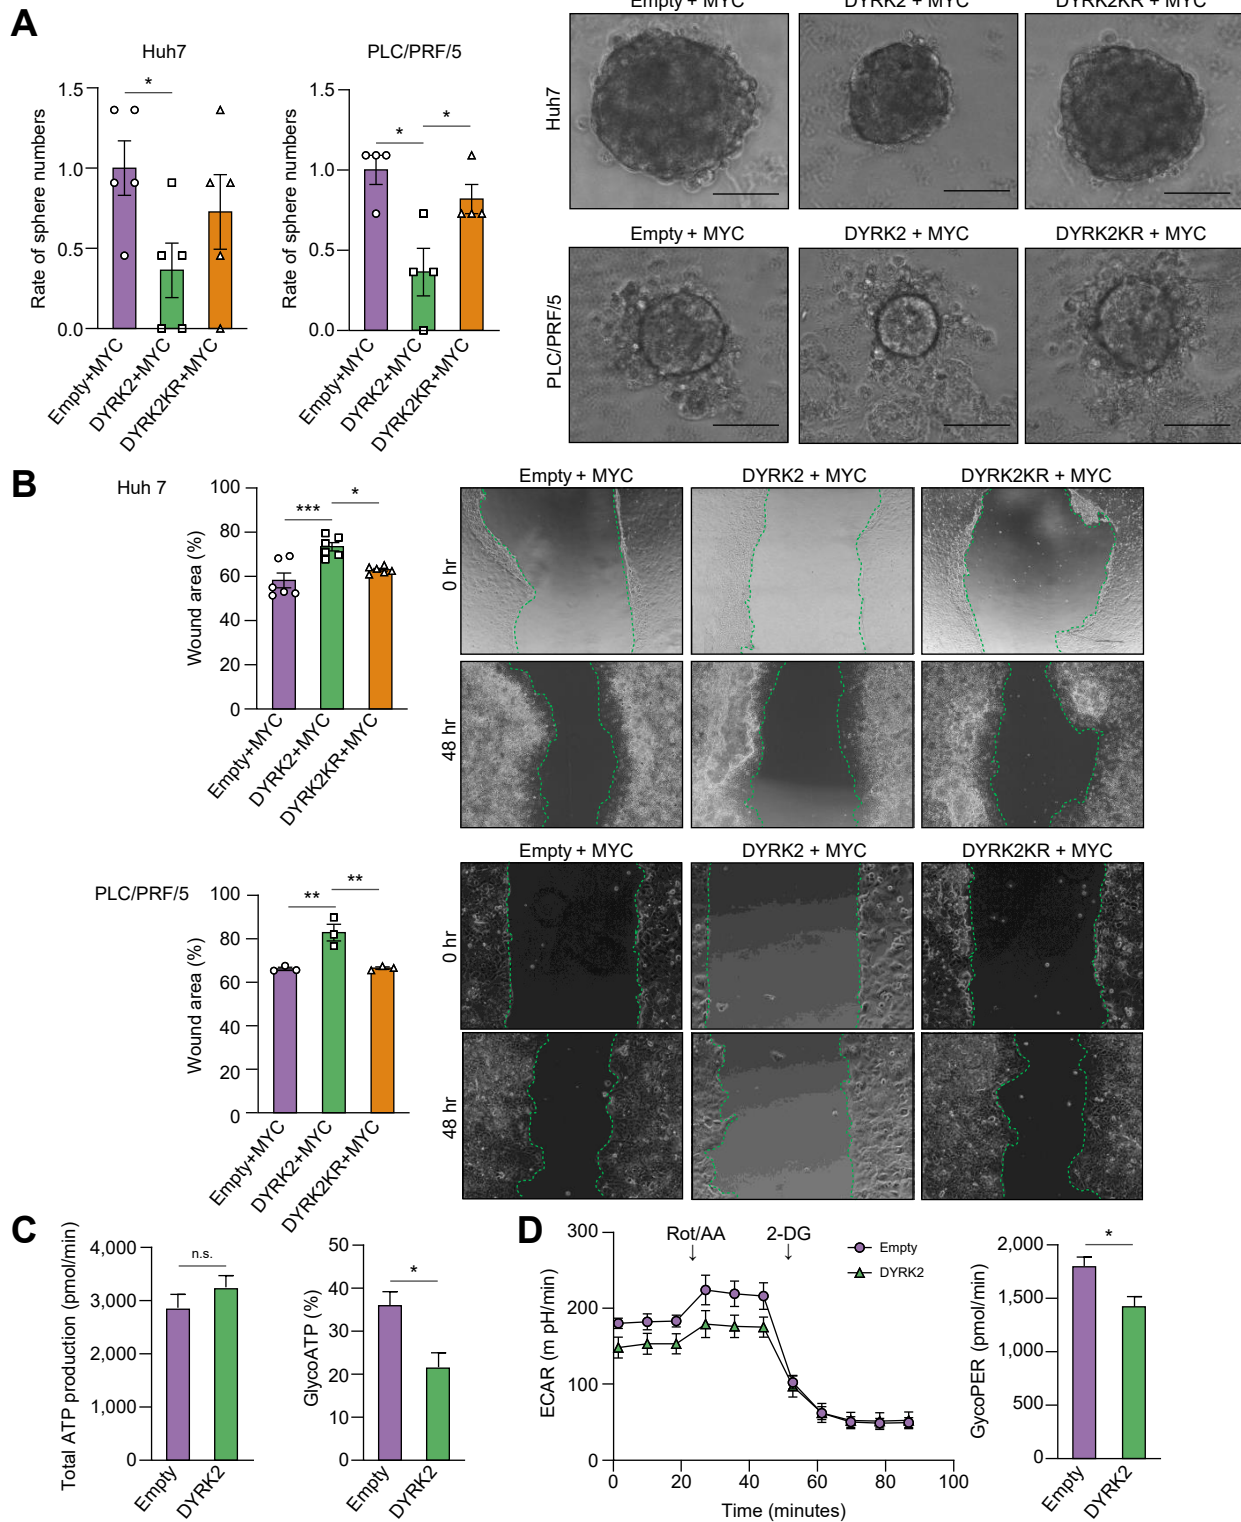 A
Huh7
Rate of sphere numbers
1.5
1.0
0.5
0.0
*
Empty+MYC
DYRK2+MYC
DYRK2KR+MYC
PLC/PRF/5
Rate of sphere numbers
1.5
1.0
0.5
0.0
*
*
Empty+MYC
DYRK2+MYC
DYRK2KR+MYC
Empty + MYC
DYRK2 + MYC
DYRK2KR + MYC
Huh7
Empty + MYC
DYRK2 + MYC
DYRK2KR + MYC
PLC/PRF/5
B
Huh 7
Wound area (%)
100
80
60
40
20
0
***
*
Empty+MYC
DYRK2+MYC
DYRK2KR+MYC
Empty + MYC
DYRK2 + MYC
DYRK2KR + MYC
0 hr
48 hr
PLC/PRF/5
Wound area (%)
100
80
60
40
20
0
**
**
Empty+MYC
DYRK2+MYC
DYRK2KR+MYC
Empty + MYC
DYRK2 + MYC
DYRK2KR + MYC
0 hr
48 hr
C
Total ATP production (pmol/min)
4,000
3,000
2,000
1,000
0
n.s.
Empty
DYRK2
GlycoATP (%)
50
40
30
20
10
0
*
Empty
DYRK2
D
ECAR (m pH/min)
300
200
100
0
Rot/AA
↓
2-DG
↓
Empty
DYRK2
0
20
40
60
80
100
Time (minutes)
GycoPER (pmol/min)
2,000
1,500
1,000
500
0
*
Empty
DYRK2